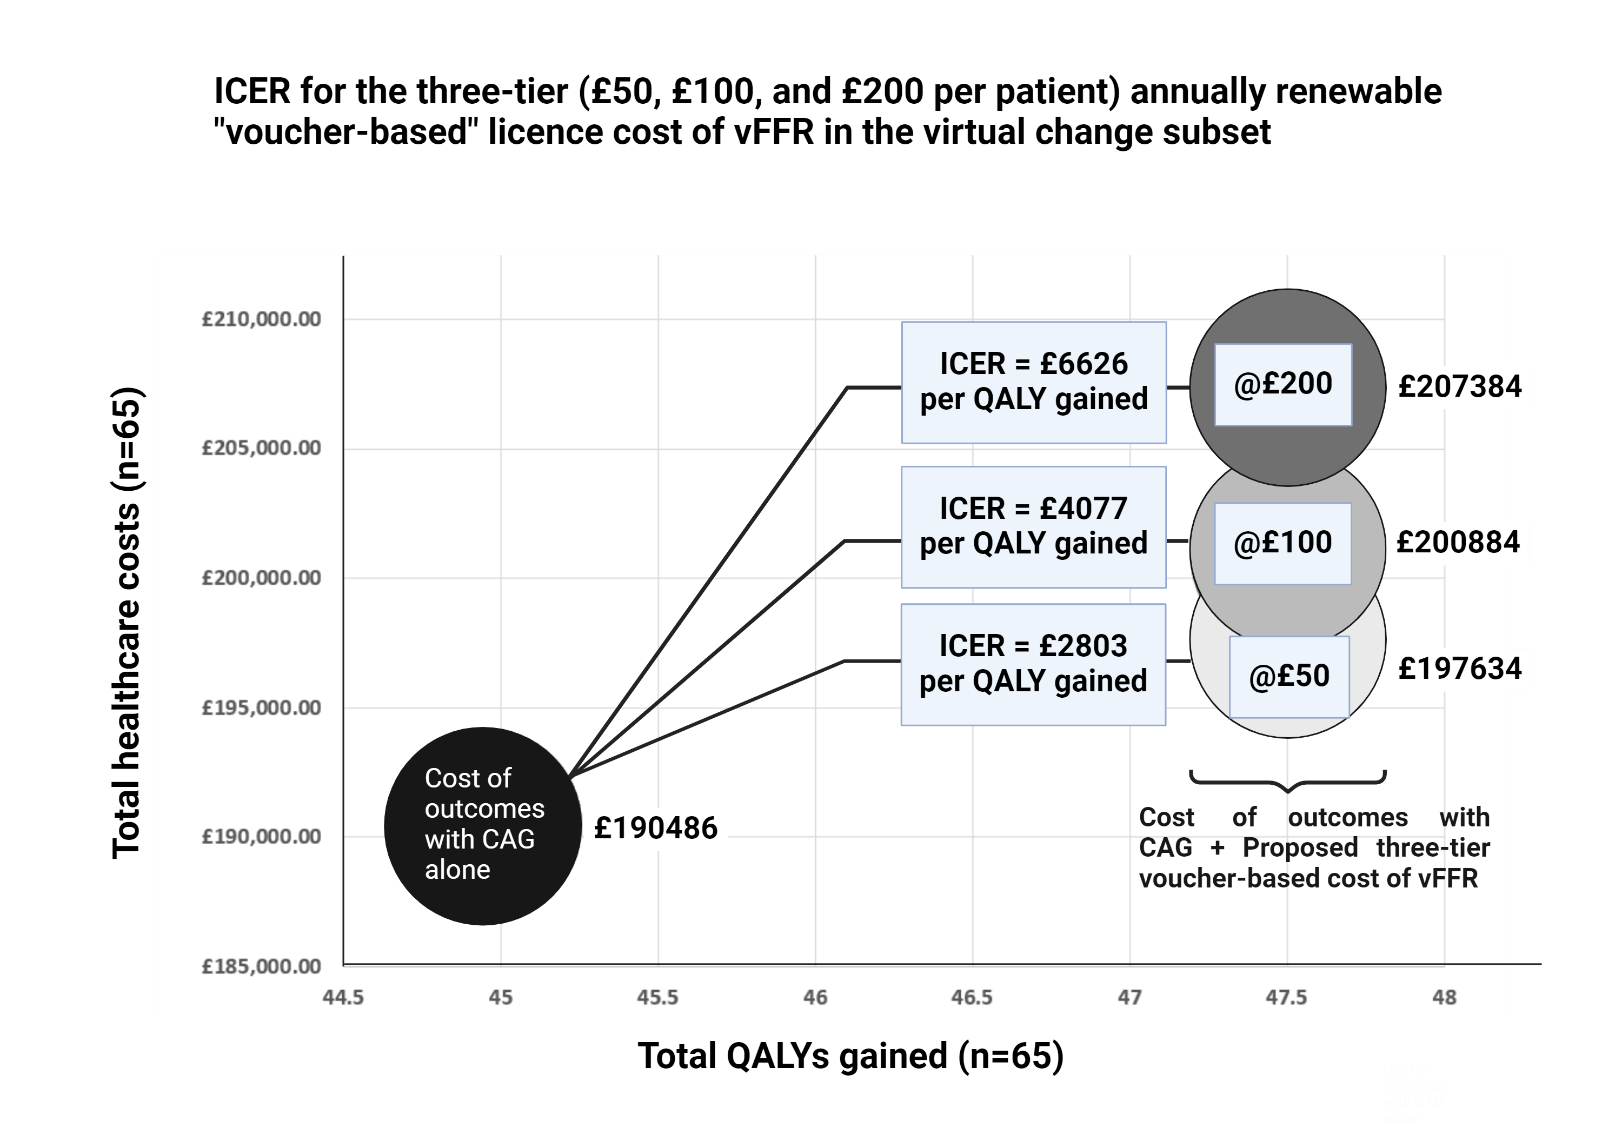 ICER for the three-tier (£50, £100, and £200 per patient) annually renewable
"voucher-based" licence cost of vFFR in the virtual change subset
Total healthcare costs (n=65)
£210,000.00
£205,000.00
£200,000.00
£195,000.00
£190,000.00
£185,000.00
ICER = £6626
per QALY gained
@£200
£207384
ICER = £4077
per QALY gained
@£100
£200884
ICER = £2803
per QALY gained
@£50
£197634
Cost of
outcomes
with CAG
alone
£190486
Cost of outcomes with
CAG + Proposed three-tier
voucher-based cost of vFFR
44.5 45 45.5 46 46.5 47 47.5 48
Total QALYs gained (n=65)